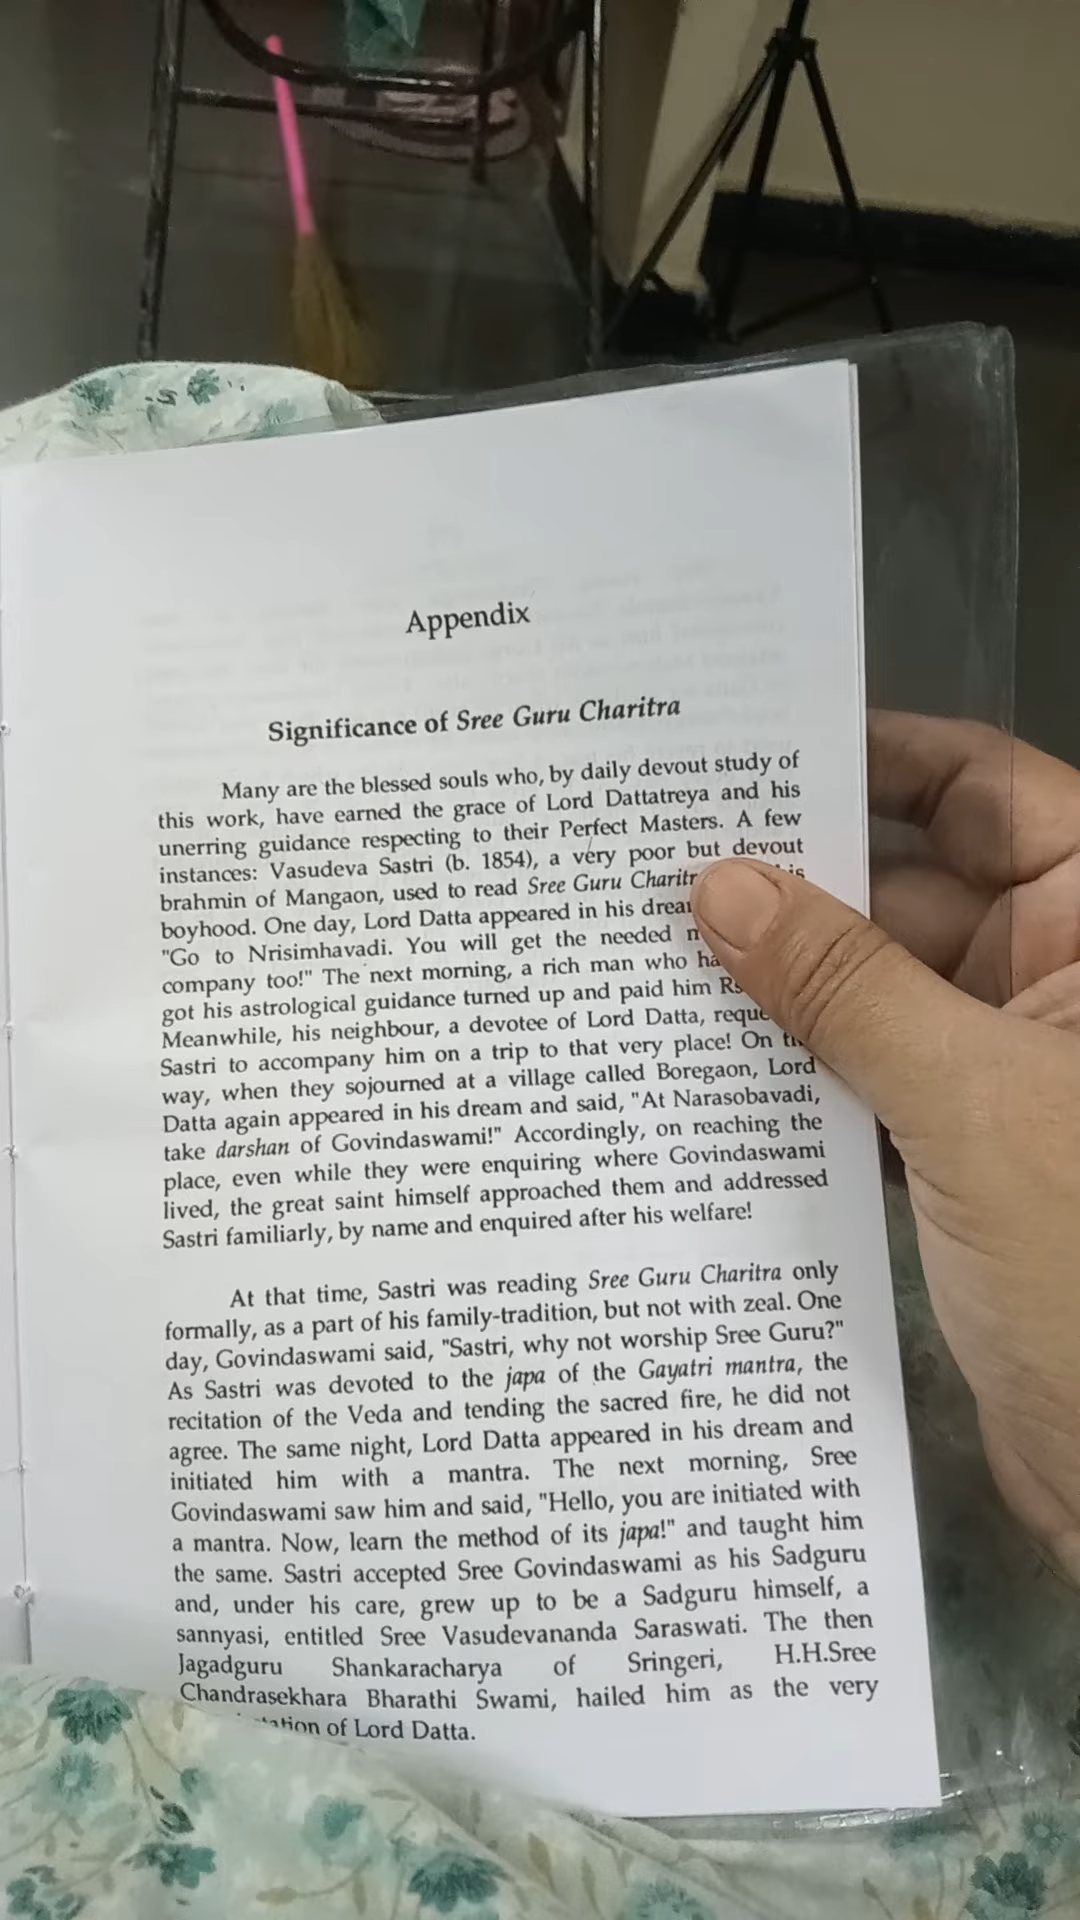 Appendix
Significance of Sree Guru Charitra
Many are the blessed souls who, by daily devout study of
this work, have earned the grace of Lord Dattatreya and his
unerring guidance respecting to their Perfect Masters. A few
instances: Vasudeva Sastri (b. 1854), a very poor but devout
brahmin of Mangaon, used to read Sree Guru
boyhood. One day, Lord Datta appeared in his
"Go to Nrisimhavadi. You will get the needed
company too!" The next morning, a rich man who
got his astrological guidance turned up and paid him
Meanwhile, his neighbour, a devotee of Lord Datta,
Sastri to accompany him on a trip to that very place! On
way, when they sojourned at a village called Boregaon, Lord
Datta again appeared in his dream and said, "At Narasobavadi,
take darshan of Govindaswami!" Accordingly, on reaching the
place, even while they were enquiring where Govindaswami
lived, the great saint himself approached them and addressed
Sastri familiarly, by name and enquired after his welfare!
At that time, Sastri was reading Sree Guru Charitra only
formally, as a part of his family-tradition, but not with zeal. One
day, Govindaswami said, "Sastri, why not worship Sree Guru?"
As Sastri was devoted to the japa of the Gayatri mantra, the
recitation of the Veda and tending the sacred fire, he did not
agree. The same night, Lord Datta appeared in his dream and
initiated him with a mantra. The next morning, Sree
Govindaswami saw him and said, "Hello, you are initiated with
a mantra. Now, learn the method of its japa!" and taught him
the same. Sastri accepted Sree Govindaswami as his Sadguru
and, under his care, grew up to be a Sadguru himself, a
sannyasi, entitled Sree Vasudevananda Saraswati. The then
Jagadguru Shankaracharya of Sringeri, H.H.Sree
Chandrasekhara Bharathi Swami, hailed him as the very
of Lord Datta.